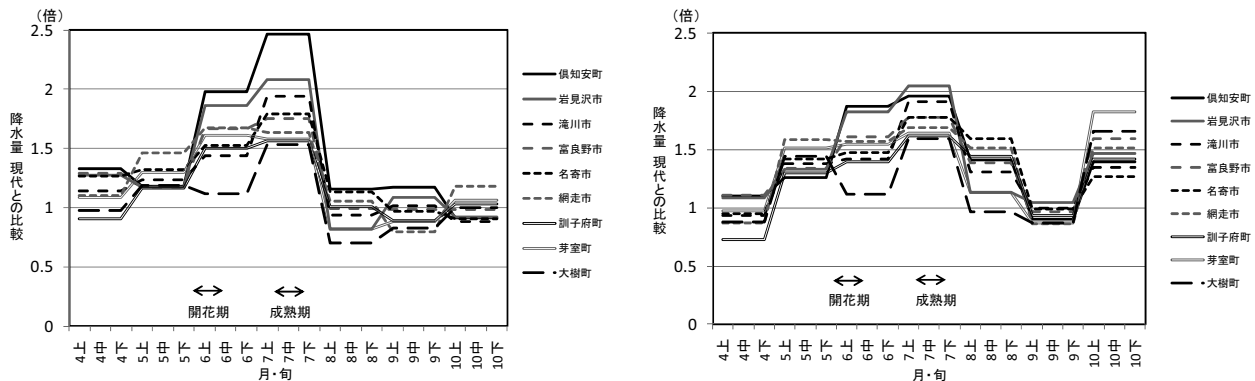 （倍）
2.5
2
1.5
1
0.5
0
降水量 現代との比較
開花期
成熟期
4上 4中 4下 5上 5中 5下 6上 6中 6下 7上 7中 7下 8上 8中 8下 9上 9中 9下 10上 10中 10下
月・旬
倶知安町
岩見沢市
滝川市
富良野市
名寄市
網走市
訓子府町
芽室町
大樹町
（倍）
2.5
2
1.5
1
0.5
0
降水量 現代との比較
開花期
成熟期
4上 4中 4下 5上 5中 5下 6上 6中 6下 7上 7中 7下 8上 8中 8下 9上 9中 9下 10上 10中 10下
月・旬
倶知安町
岩見沢市
滝川市
富良野市
名寄市
網走市
訓子府町
芽室町
大樹町